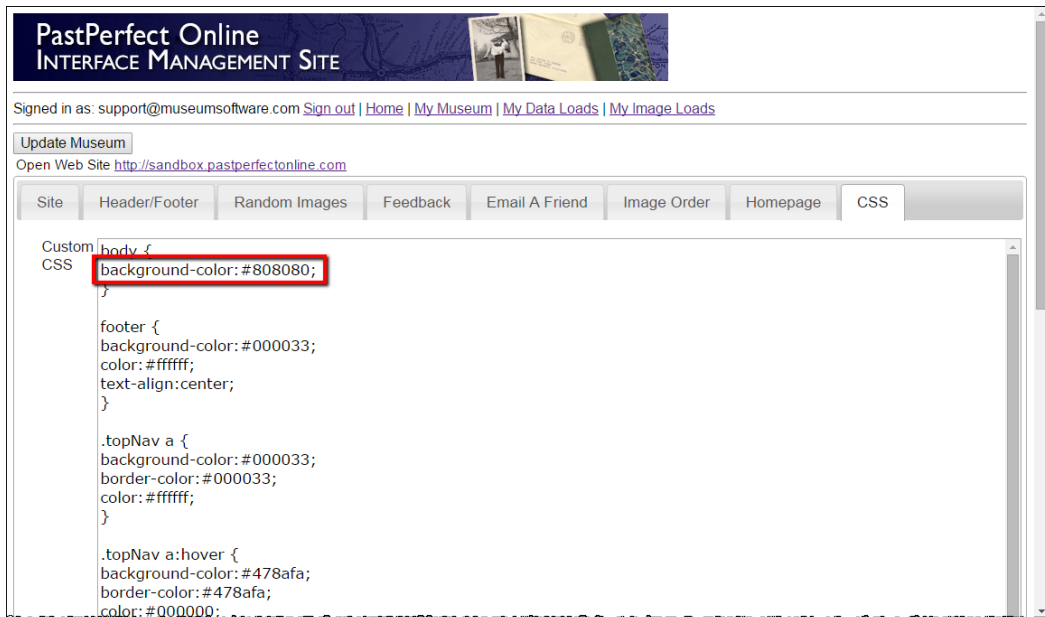 PastPerfect Online
INTERFACE MANAGEMENT SITE
Signed in as: support@museumsoftware.com Sign out | Home | My Museum | My Data Loads | My Image Loads
Update Museum
Open Web Site http://sandbox.pastperfectonline.com
Site Header/Footer Random Images Feedback Email A Friend Image Order Homepage CSS
Custom CSS
body {
background-color:#808080;
}
footer {
background-color:#000033;
color:#ffffff;
text-align:center;
}
.topNav a {
background-color:#000033;
border-color:#000033;
color:#ffffff;
}
.topNav a:hover {
background-color:#478afa;
border-color:#478afa;
color:#000000;